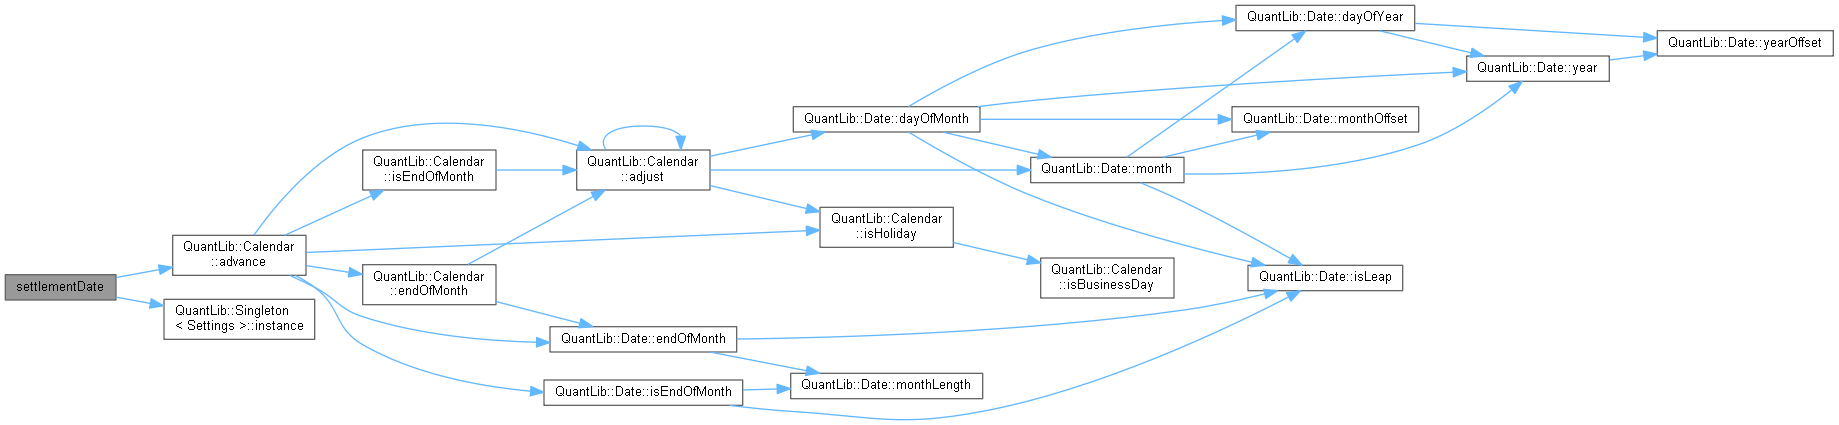 settlementDate
QuantLib::Calendar
::advance
QuantLib::Singleton
< Settings >::instance
QuantLib::Calendar
::isEndOfMonth
QuantLib::Calendar
::endOfMonth
QuantLib::Calendar
::adjust
QuantLib::Date::endOfMonth
QuantLib::Date::isEndOfMonth
QuantLib::Date::dayOfMonth
QuantLib::Calendar
::isHoliday
QuantLib::Date::monthLength
QuantLib::Date::month
QuantLib::Calendar
::isBusinessDay
QuantLib::Date::dayOfYear
QuantLib::Date::monthOffset
QuantLib::Date::isLeap
QuantLib::Date::year
QuantLib::Date::yearOffset